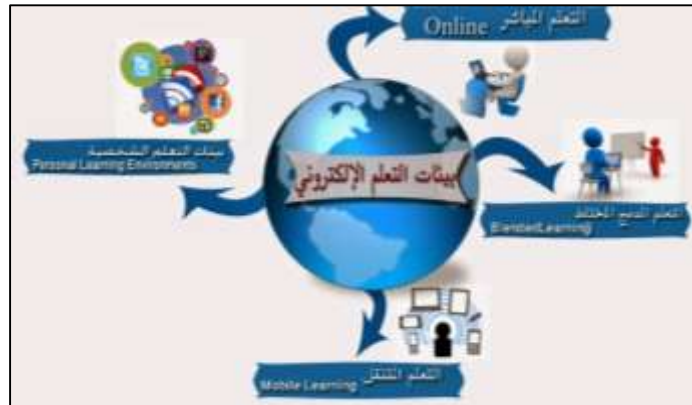 التعلم المباشر Online
بيئات التعلم الشخصية
Personal Learning Environments
بيئات التعلم الإلكتروني
التعلم المدمج المختلط
BlendedLearning
التعلم المتنقل Mobile Learning